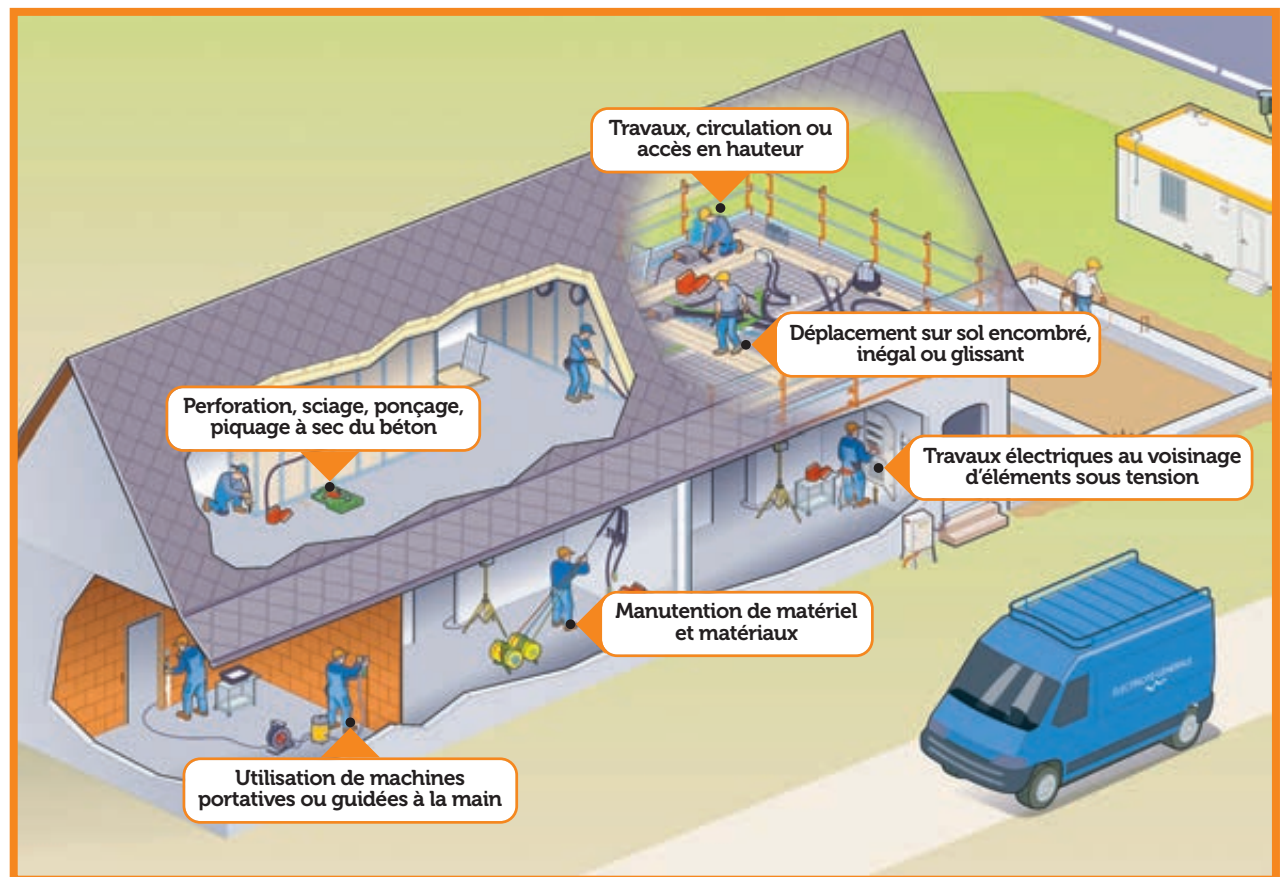 Travaux, circulation ou
accès en hauteur
Déplacement sur sol encombré,
inégal ou glissant
Perforation, sciage, ponçage,
piquage à sec du béton
Travaux électriques au voisinage
d'éléments sous tension
Manutention de matériel
et matériaux
ÉLECTRICITÉ GÉNÉRALE
Utilisation de machines
portatives ou guidées à la main